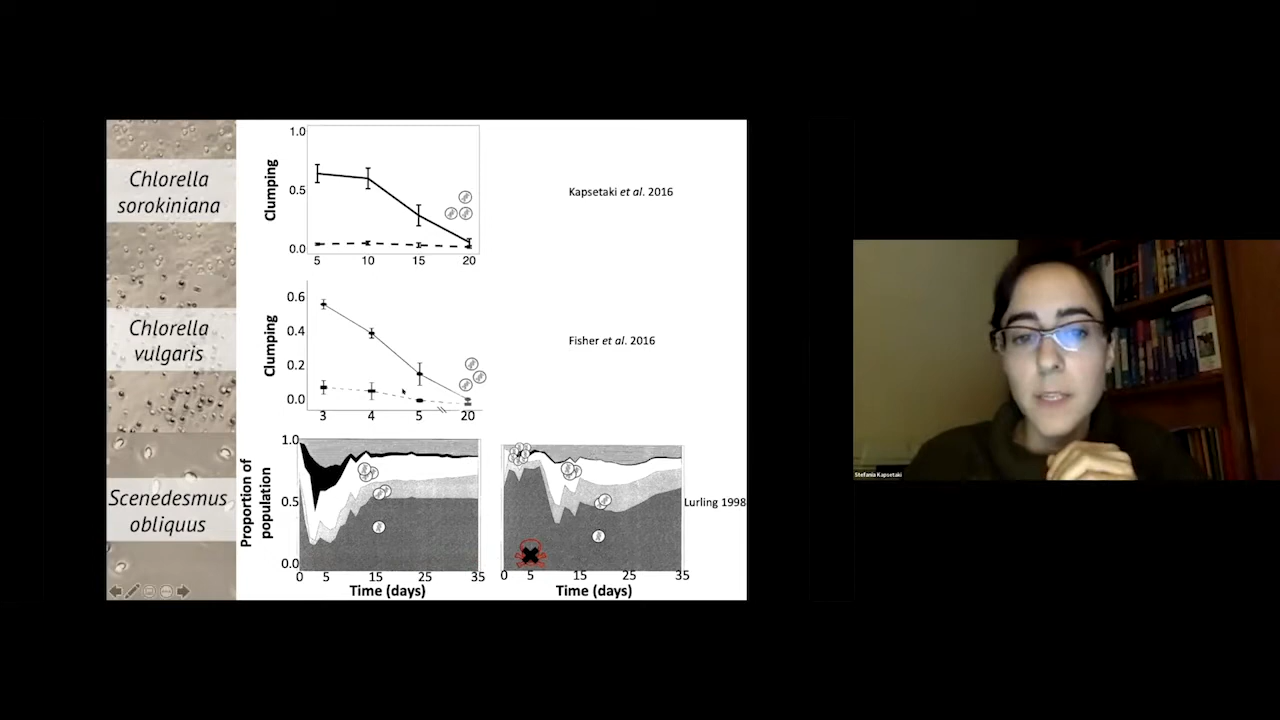 Chlorella
sorokiniana
Clumping
1.0
0.5
0.0
5 10 15 20
Kapsetaki et al. 2016
Chlorella
vulgaris
Clumping
0.6
0.4
0.2
0.0
3 4 5 20
Fisher et al. 2016
Scenedesmus
obliquus
Proportion of
population
1.0
0.5
0.0
0 5 15 25 35
Time (days)
0 5 15 25 35
Time (days)
Lurling 1998
Stefania Kapsetaki